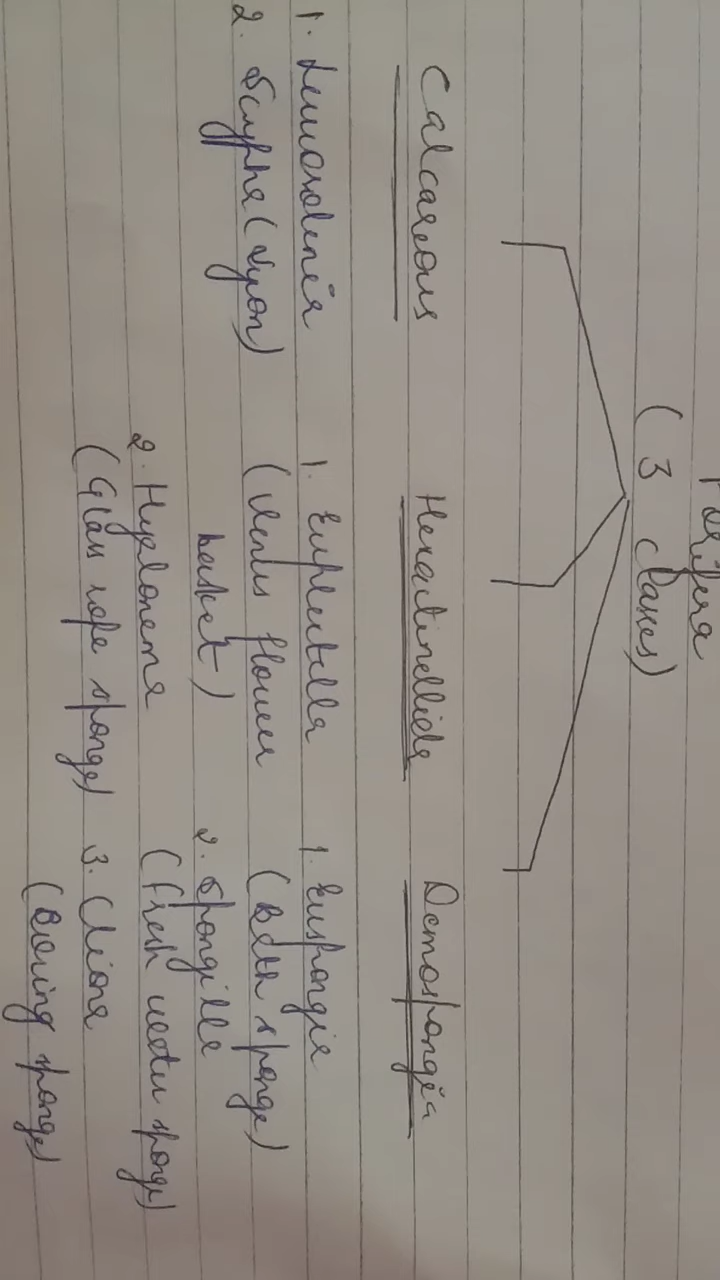 Porifera
( 3 classes)
Calcareous
1. Leucosolenia
2. Scypha (Sycon)
Hexactinellida
1. Euplectella
(Venus flower
basket)
2. Hyalonema
(Glass rope sponge)
Demospongia
1. Euspongia
(Bath sponge)
2. Spongilla
(Fresh water sponge)
3. Cliona
(Boring sponge)